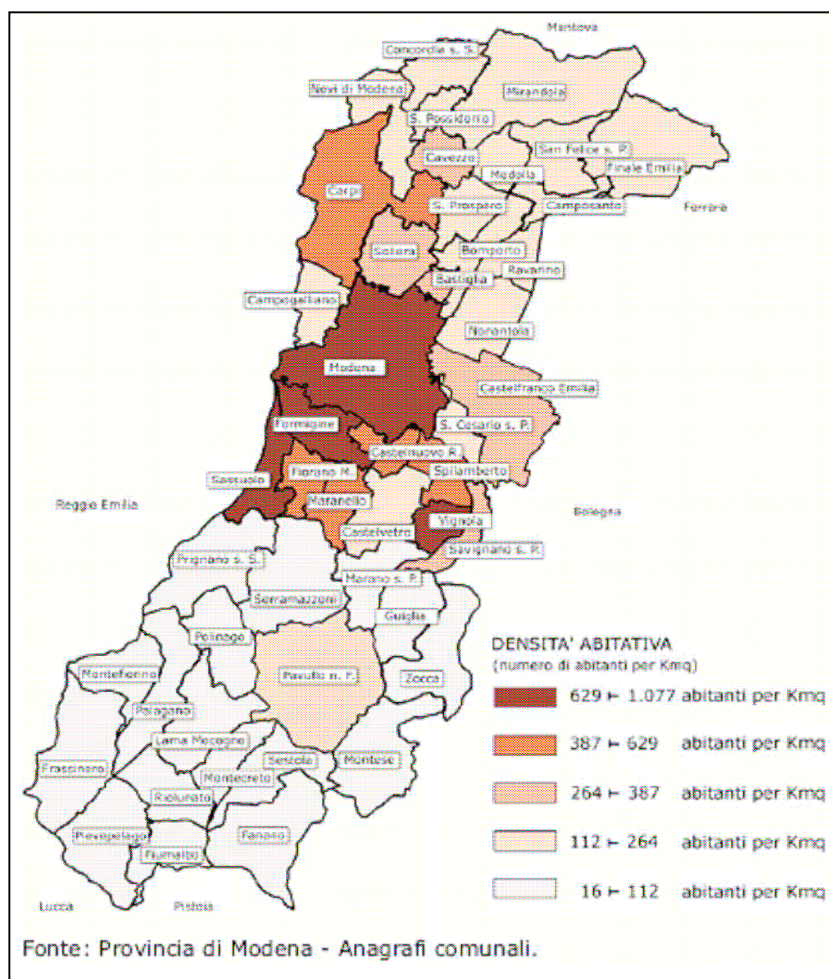 Mantova
Concordia s. S.
Novi di Modena
Mirandola
S. Possidonio
San Felice s. P.
Cavezzo
Finale Emilia
Medolla
Carpi
S. Prospero
Camposanto
Ferrara
Soliera
Bomporto
Ravarino
Bastiglia
Campogalliano
Nonantola
Modena
Castelfranco Emilia
Formigine
S. Cesario s. P.
Castelnuovo R.
Fiorano M.
Spilamberto
Sassuolo
Maranello
Reggio Emilia
Vignola
Bologna
Castelvetro
Savignano s. P.
Prignano s. S.
Marano s. P.
Serramazzoni
Guiglia
Polinago
DENSITA' ABITATIVA
(numero di abitanti per Kmq)
Montefiorino
Pavullo n. F.
Zocca
629 ⊢ 1.077 abitanti per Kmq
Palagano
Lama Mocogno
387 ⊢ 629 abitanti per Kmq
Sestola
Montese
Frassinoro
Montecreto
264 ⊢ 387 abitanti per Kmq
Riolunato
Pievepelago
Fanano
112 ⊢ 264 abitanti per Kmq
Fiumalbo
16 ⊢ 112 abitanti per Kmq
Lucca
Pistoia
Fonte: Provincia di Modena - Anagrafi comunali.